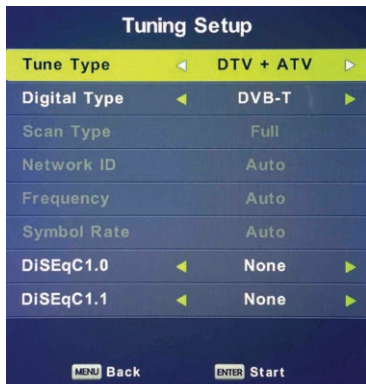 Tuning Setup
Tune Type DTV + ATV
Digital Type DVB-T
Scan Type Full
Network ID Auto
Frequency Auto
Symbol Rate Auto
DiSEqC1.0 None
DiSEqC1.1 None
MENU Back ENTER Start